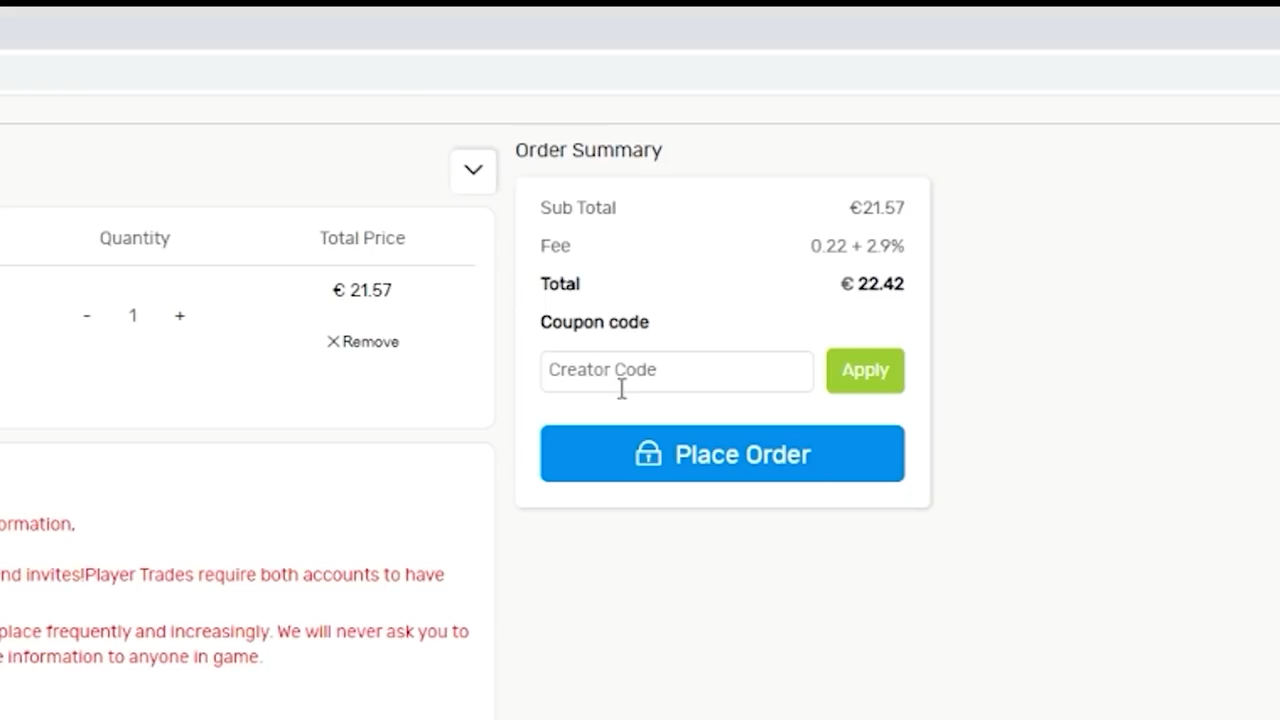 Order Summary
Sub Total €21.57
Fee 0.22 + 2.9%
Total € 22.42
Coupon code
Creator Code Apply
Place Order
Quantity Total Price
€ 21.57
- 1 +
Remove
nd invites!Player Trades require both accounts to have
place frequently and increasingly. We will never ask you to
information to anyone in game.